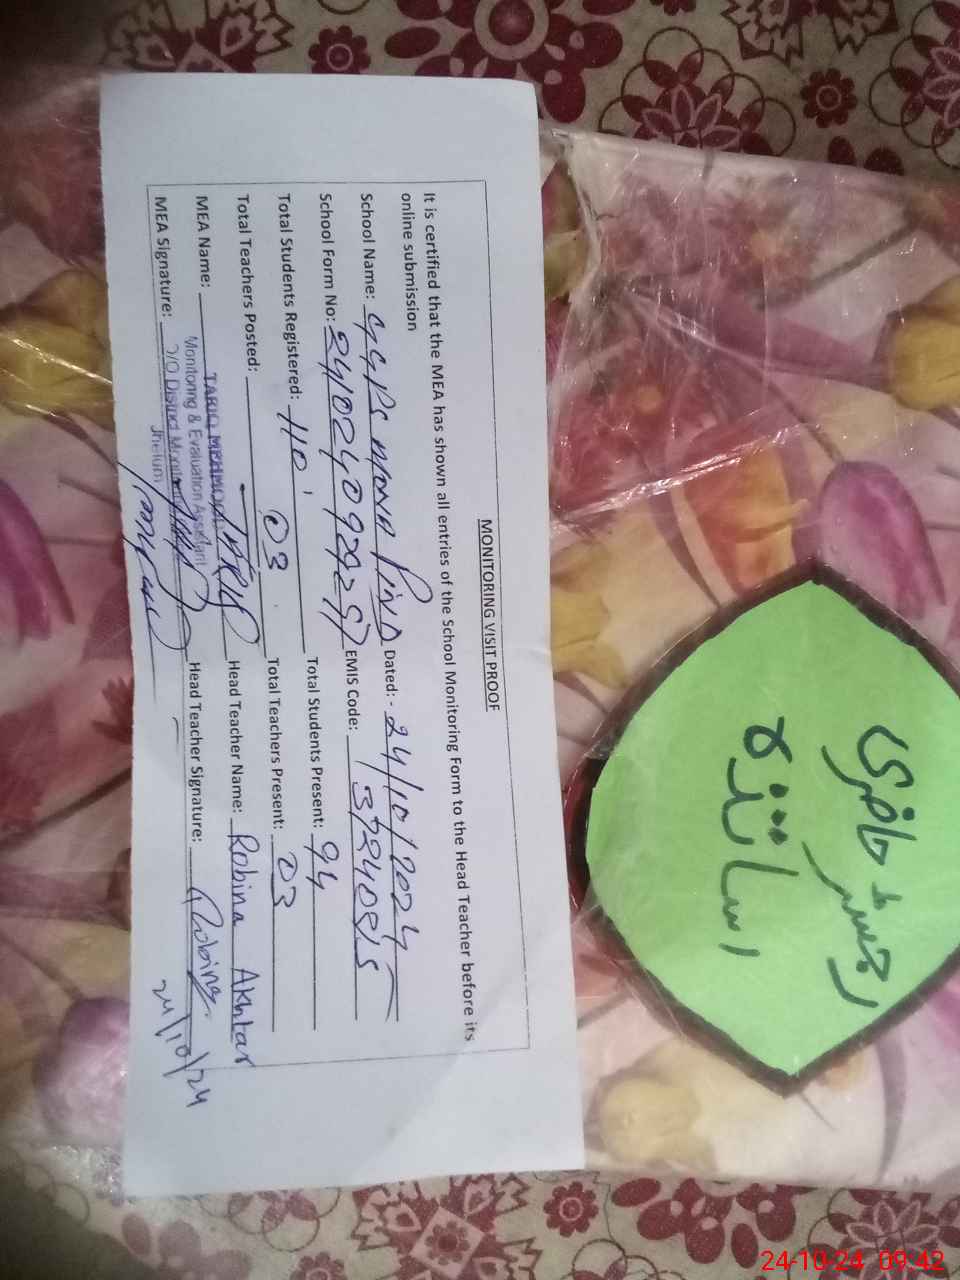 MONITORING VISIT PROOF
It is certified that the MEA has shown all entries of the School Monitoring Form to the Head Teacher before its
online submission
School Name: GGPS MONA PIND Dated:- 24/10/2024
School Form No: EMIS Code: 37240815
Total Students Registered: 110 Total Students Present: 94
Total Teachers Posted: 03 Total Teachers Present: 03
MEA Name: TARIQ MEHMOOD Head Teacher Name: Robina Akhtar
Monitoring & Evaluation Assistant
MEA Signature: O/O District Monitoring Head Teacher Signature: Robina
Jhelum
24/10/24
رجسٹر حاضری
اساتذہ
24-10-24 09:42